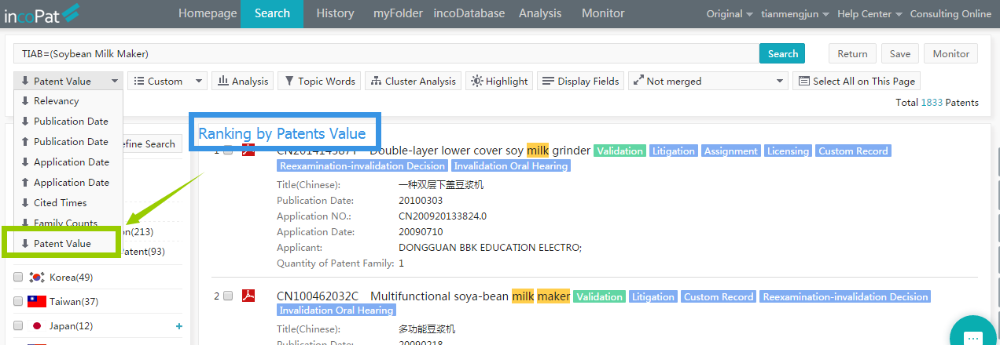 incoPat Homepage Search History myFolder incoDatabase Analysis Monitor Original tianmengjun Help Center Consulting Online
TIAB=(Soybean Milk Maker) Search Return Save Monitor
Patent Value Custom Analysis Topic Words Cluster Analysis Highlight Display Fields Not merged Select All on This Page
Total 1833 Patents
Relevancy
Publication Date
Publication Date
Application Date
Application Date
Cited Times
Family Counts
Patent Value
efine Search
on(213)
Patent(93)
Korea(49)
Taiwan(37)
Japan(12) +
Ranking by Patents Value
1 Double-layer lower cover soy milk grinder Validation Litigation Assignment Licensing Custom Record
Reexamination-invalidation Decision Invalidation Oral Hearing
Title(Chinese): 一种双层下盖豆浆机
Publication Date: 20100303
Application NO.: CN200920133824.0
Application Date: 20090710
Applicant: DONGGUAN BBK EDUCATION ELECTRO;
Quantity of Patent Family: 1
2 CN100462032C Multifunctional soya-bean milk maker Validation Litigation Custom Record Reexamination-invalidation Decision
Invalidation Oral Hearing
Title(Chinese): 多功能豆浆机
Publication Date: 20090218